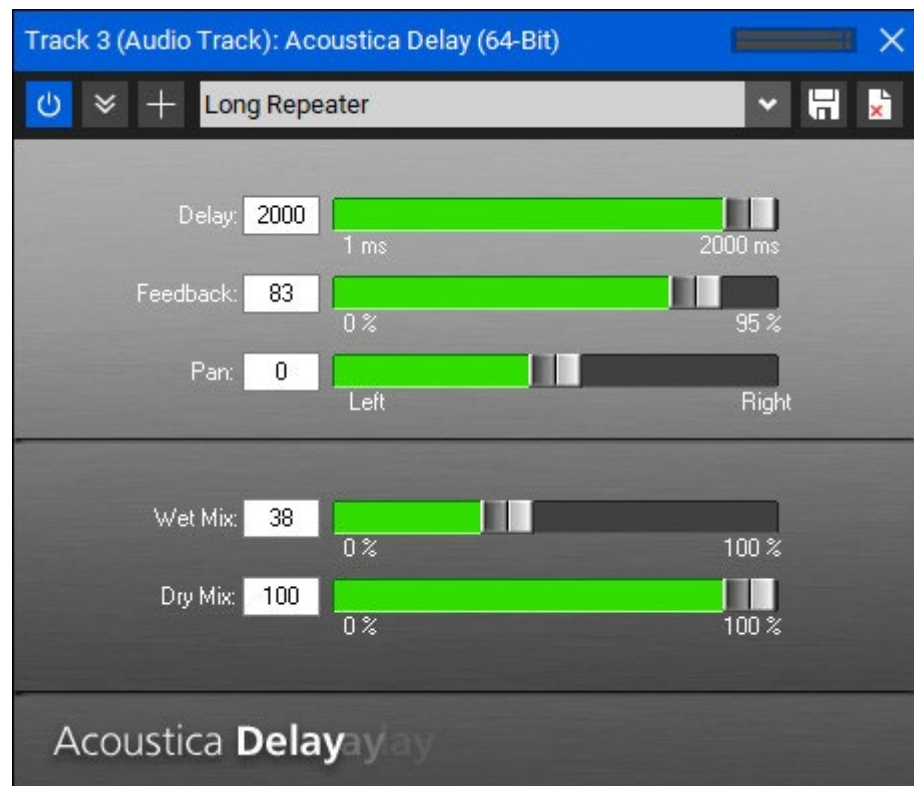 Track 3 (Audio Track): Acoustica Delay (64-Bit)
Long Repeater
Delay: 2000
1 ms 2000 ms
Feedback: 83
0 % 95 %
Pan: 0
Left Right
Wet Mix: 38
0 % 100 %
Dry Mix: 100
0 % 100 %
Acoustica Delayaylay